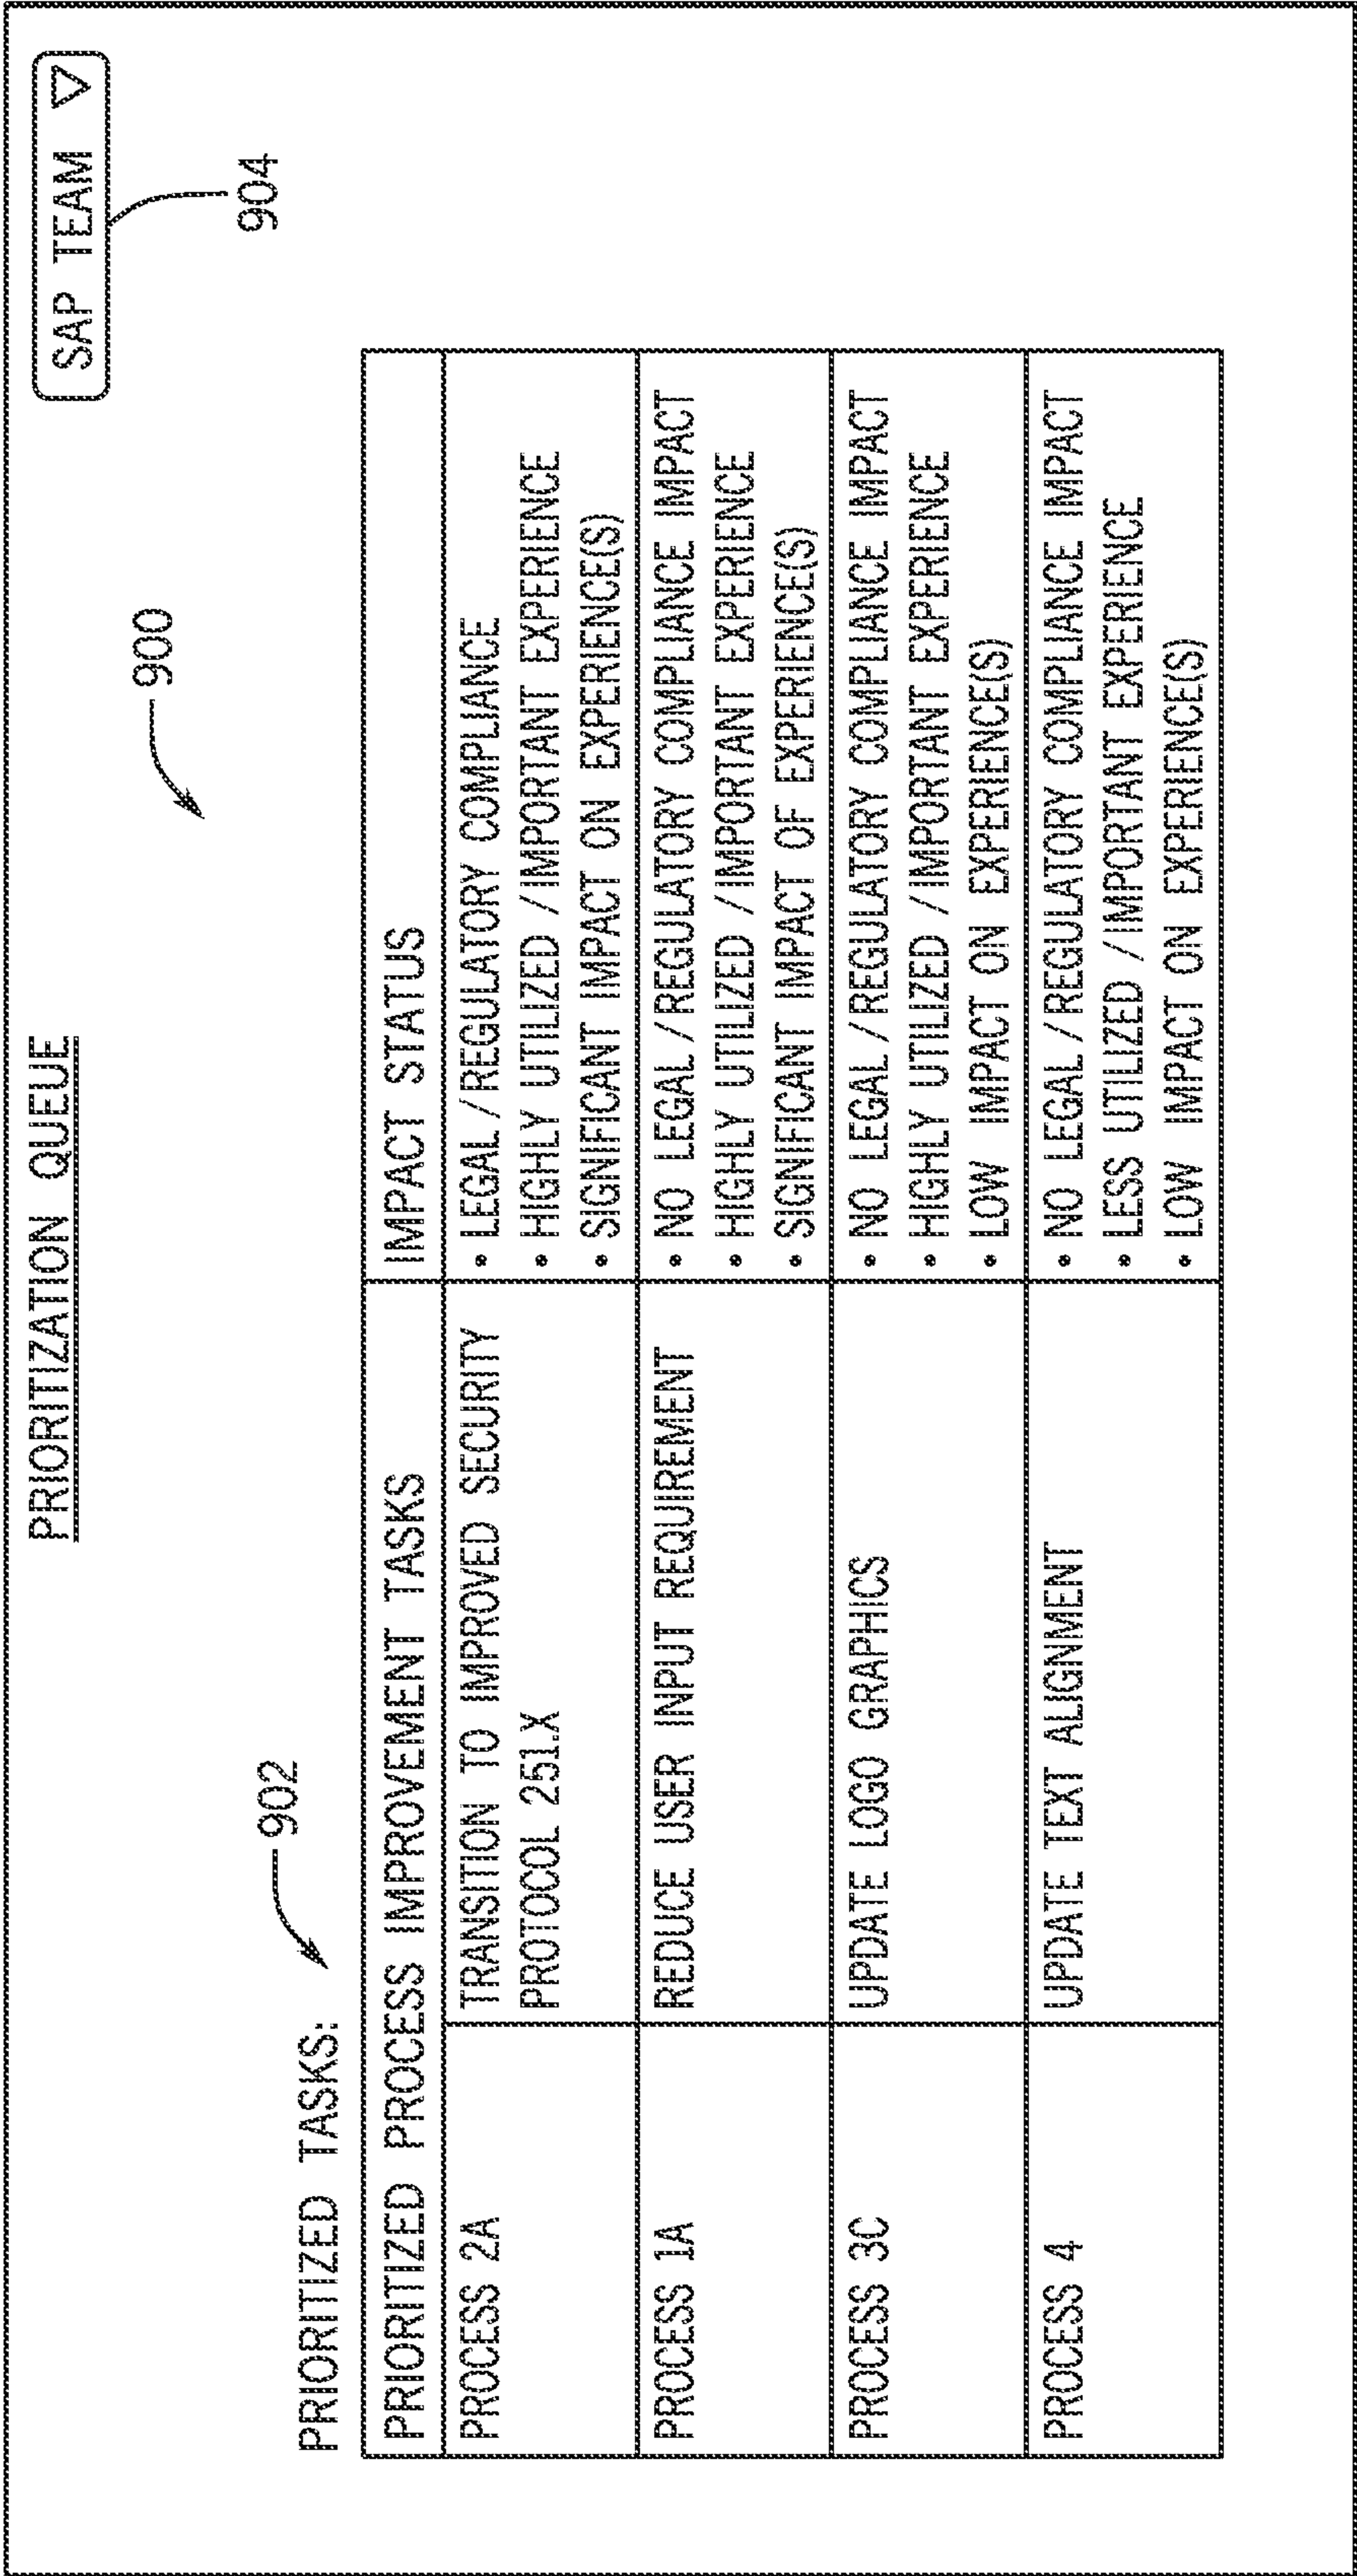 PRIORITIZATION QUEUE
SAP TEAM
900
904
902
PRIORITIZED TASKS:
PRIORITIZED PROCESS IMPROVEMENT TASKS
IMPACT STATUS
PROCESS 2A
TRANSITION TO IMPROVED SECURITY
PROTOCOL 251.X
• LEGAL/REGULATORY COMPLIANCE
• HIGHLY UTILIZED/IMPORTANT EXPERIENCE
• SIGNIFICANT IMPACT ON EXPERIENCE(S)
PROCESS 1A
REDUCE USER INPUT REQUIREMENT
• NO LEGAL/REGULATORY COMPLIANCE IMPACT
• HIGHLY UTILIZED/IMPORTANT EXPERIENCE
• SIGNIFICANT IMPACT OF EXPERIENCE(S)
PROCESS 3C
UPDATE LOGO GRAPHICS
• NO LEGAL/REGULATORY COMPLIANCE IMPACT
• HIGHLY UTILIZED/IMPORTANT EXPERIENCE
• LOW IMPACT ON EXPERIENCE(S)
PROCESS 4
UPDATE TEXT ALIGNMENT
• NO LEGAL/REGULATORY COMPLIANCE IMPACT
• LESS UTILIZED/IMPORTANT EXPERIENCE
• LOW IMPACT ON EXPERIENCE(S)